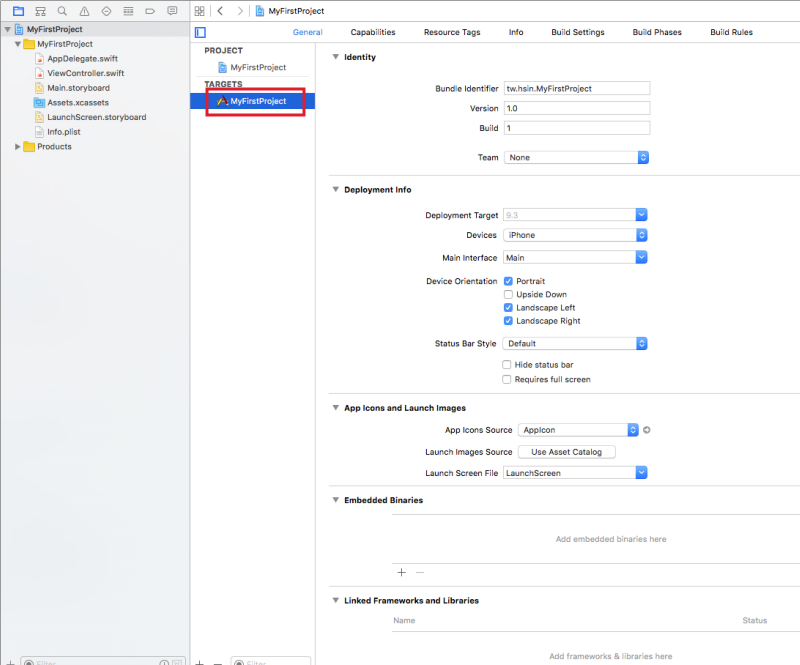 MyFirstProject
MyFirstProject
MyFirstProject
AppDelegate.swift
ViewController.swift
Main.storyboard
Assets.xcassets
LaunchScreen.storyboard
Info.plist
Products
Filter
General Capabilities Resource Tags Info Build Settings Build Phases Build Rules
PROJECT
MyFirstProject
TARGETS
MyFirstProject
Filter
Identity
Bundle Identifier tw.hsin.MyFirstProject
Version 1.0
Build 1
Team None
Deployment Info
Deployment Target 9.3
Devices iPhone
Main Interface Main
Device Orientation Portrait
Upside Down
Landscape Left
Landscape Right
Status Bar Style Default
Hide status bar
Requires full screen
App Icons and Launch Images
App Icons Source AppIcon
Launch Images Source Use Asset Catalog
Launch Screen File LaunchScreen
Embedded Binaries
Add embedded binaries here
Linked Frameworks and Libraries
Name Status
Add frameworks & libraries here